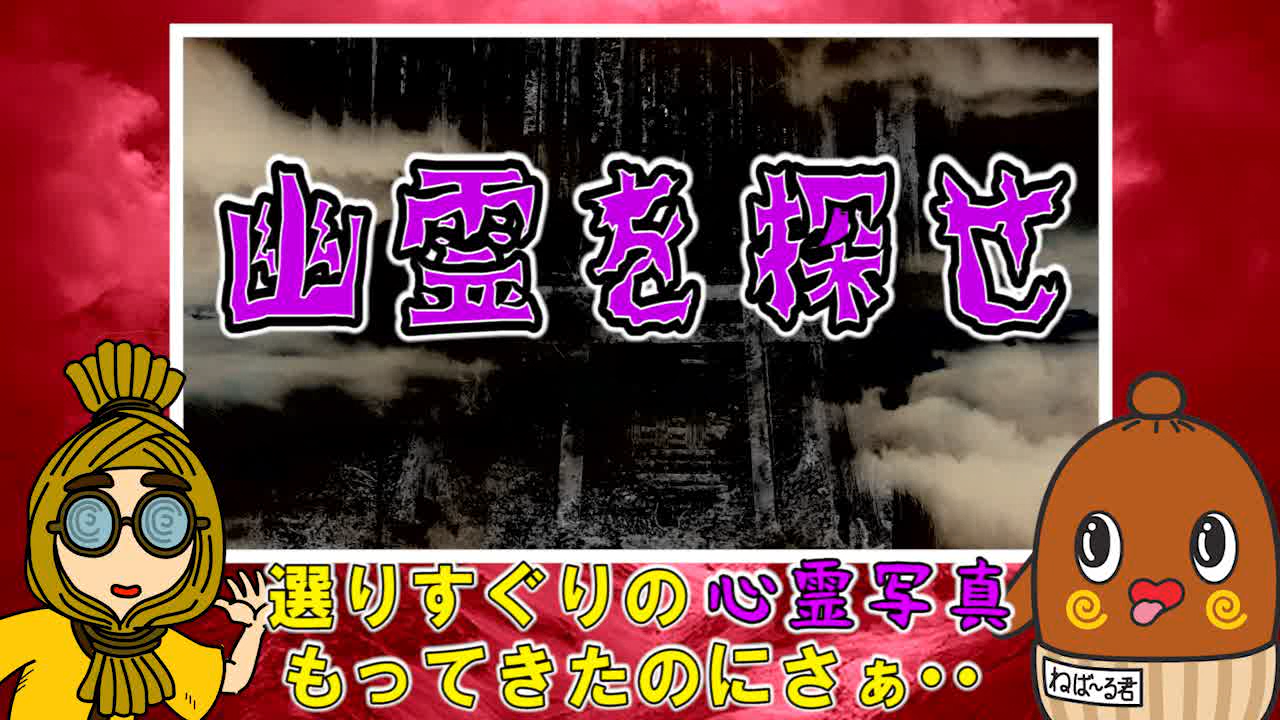 幽霊を探せ
選りすぐりの心霊写真
もってきたのにさぁ‥
ねば~る君